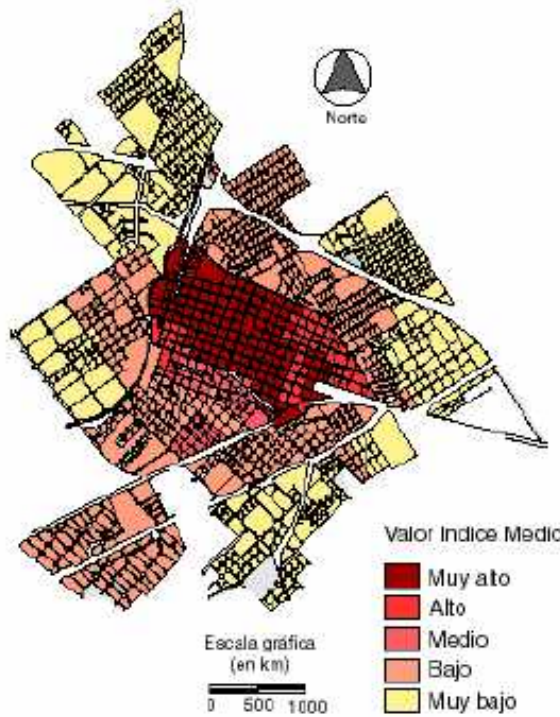 Norte
Valor Indice Medio
Muy alto
Alto
Medio
Bajo
Muy bajo
Escala gráfica
(en km)
0 500 1000